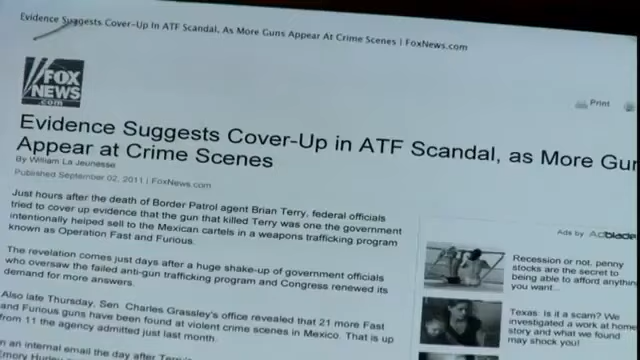 Evidence Suggests Cover-Up In ATF Scandal, As More Guns Appear At Crime Scenes | FoxNews.com
FOX
NEWS
.com
Print
Evidence Suggests Cover-Up in ATF Scandal, as More Gun
Appear at Crime Scenes
By William La Jeunesse
Published September 02, 2011 | FoxNews.com
Just hours after the death of Border Patrol agent Brian Terry, federal officials
tried to cover up evidence that the gun that killed Terry was one the government
intentionally helped sell to the Mexican cartels in a weapons trafficking program
known as Operation Fast and Furious.
The revelation comes just days after a huge shake-up of government officials
who oversaw the failed anti-gun trafficking program and Congress renewed its
demand for more answers.
Also late Thursday, Sen. Charles Grassley's office revealed that 21 more Fast
and Furious guns have been found at violent crime scenes in Mexico. That is up
from 11 the agency admitted just last month.
n an internal email the day after
Emory
Ads by Adblade
Recession or not, penny
stocks are the secret to
being able to afford anything
you want...
Texas: Is it a scam? We
investigated a work at home
story and what we found
may shock you!